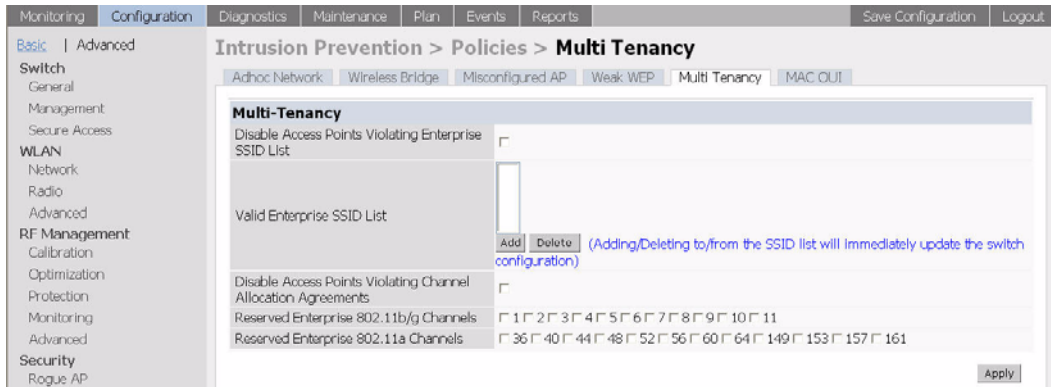 Monitoring Configuration Diagnostics Maintenance Plan Events Reports Save Configuration Logout
Basic | Advanced
Switch
General
Management
Secure Access
WLAN
Network
Radio
Advanced
RF Management
Calibration
Optimization
Protection
Monitoring
Advanced
Security
Rogue AP
Intrusion Prevention > Policies > Multi Tenancy
Adhoc Network Wireless Bridge Misconfigured AP Weak WEP Multi Tenancy MAC OUI
Multi-Tenancy
Disable Access Points Violating Enterprise
SSID List
Valid Enterprise SSID List
Add Delete (Adding/Deleting to/from the SSID list will immediately update the switch
configuration)
Disable Access Points Violating Channel
Allocation Agreements
Reserved Enterprise 802.11b/g Channels 1 2 3 4 5 6 7 8 9 10 11
Reserved Enterprise 802.11a Channels 36 40 44 48 52 56 60 64 149 153 157 161
Apply